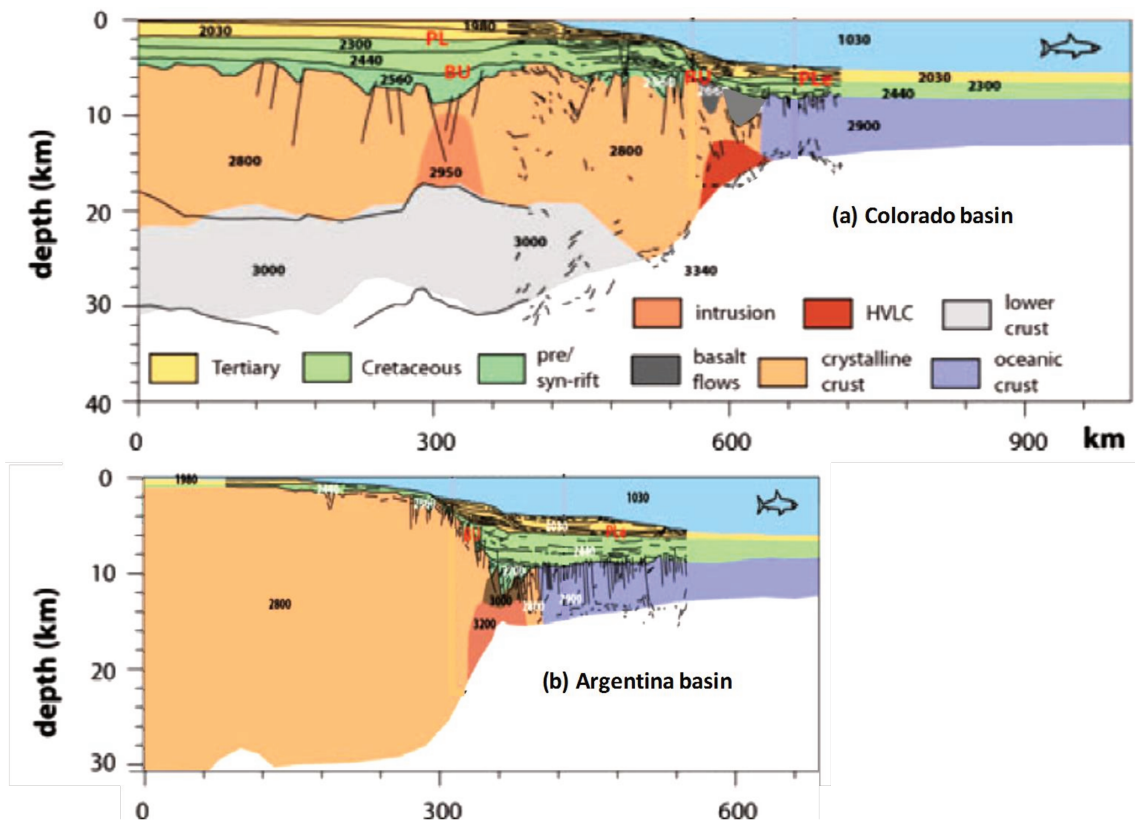 0
10
20
30
40
depth (km)
2030
1980
2300
PL
2440
BU
2560
1030
BU
PLe
2030
2440
2300
2900
2800
2950
2800
3000
3000
3340
(a) Colorado basin
intrusion
HVLC
lower
crust
Tertiary
Cretaceous
pre/
syn-rift
basalt
flows
crystalline
crust
oceanic
crust
0
300
600
900
km
0
10
20
30
depth (km)
1980
1030
PLe
2800
3000
2800
2900
3200
(b) Argentina basin
0
300
600